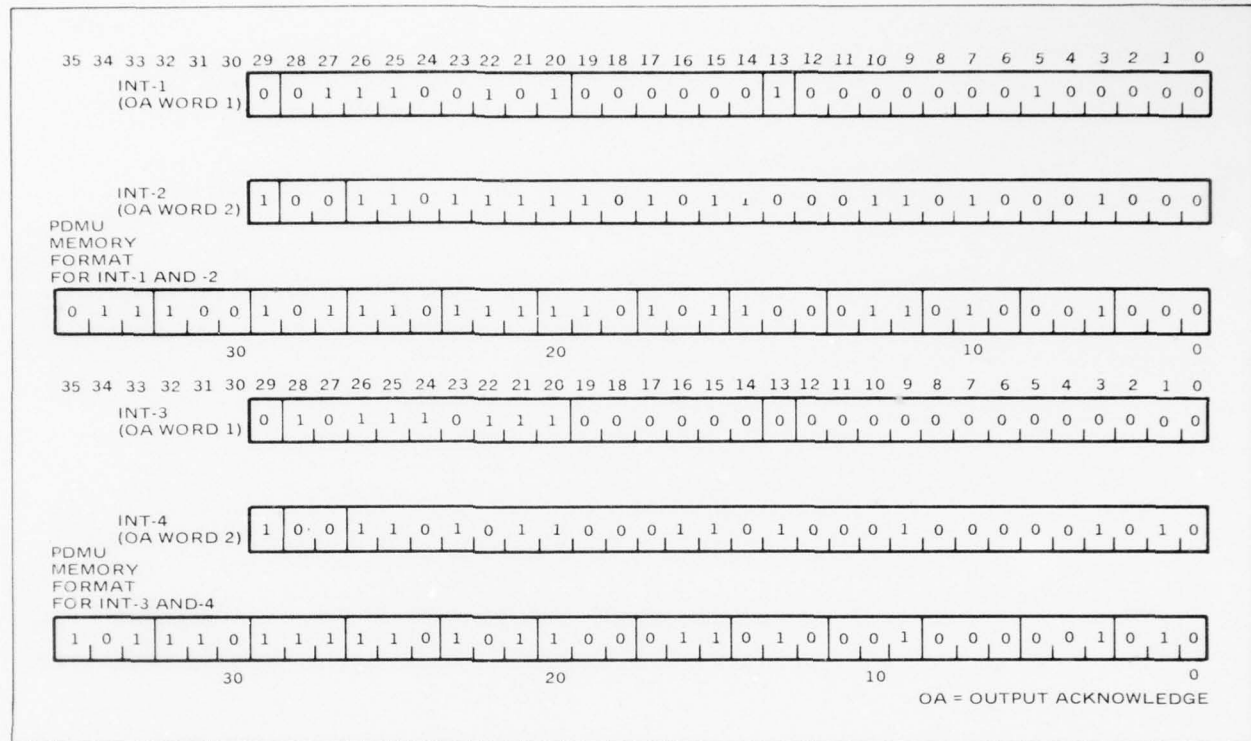 35 34 33 32 31 30 29 28 27 26 25 24 23 22 21 20 19 18 17 16 15 14 13 12 11 10 9 8 7 6 5 4 3 2 1 0
INT-1
(OA WORD 1)
0 0 1 1 1 0 0 1 0 1 0 0 0 0 0 0 1 0 0 0 0 0 0 0 1 0 0 0 0 0
INT-2
(OA WORD 2)
1 0 0 1 1 0 1 1 1 1 1 0 1 0 1 1 0 0 0 1 1 0 1 0 0 0 1 0 0 0
PDMU
MEMORY
FORMAT
FOR INT-1 AND -2
0 1 1 1 0 0 1 0 1 1 1 0 1 1 1 1 1 0 1 0 1 1 0 0 0 1 1 0 1 0 0 0 1 0 0 0
30 20 10 0
35 34 33 32 31 30 29 28 27 26 25 24 23 22 21 20 19 18 17 16 15 14 13 12 11 10 9 8 7 6 5 4 3 2 1 0
INT-3
(OA WORD 1)
0 1 0 1 1 1 0 1 1 1 0 0 0 0 0 0 0 0 0 0 0 0 0 0 0 0 0 0 0 0
INT-4
(OA WORD 2)
1 0 0 1 1 0 1 0 1 1 0 0 0 1 1 0 1 0 0 0 1 0 0 0 0 0 1 0 1 0
PDMU
MEMORY
FORMAT
FOR INT-3 AND-4
1 0 1 1 1 0 1 1 1 1 1 0 1 0 1 1 0 0 0 1 1 0 1 0 0 0 1 0 0 0 0 0 1 0 1 0
30 20 10 0
OA = OUTPUT ACKNOWLEDGE